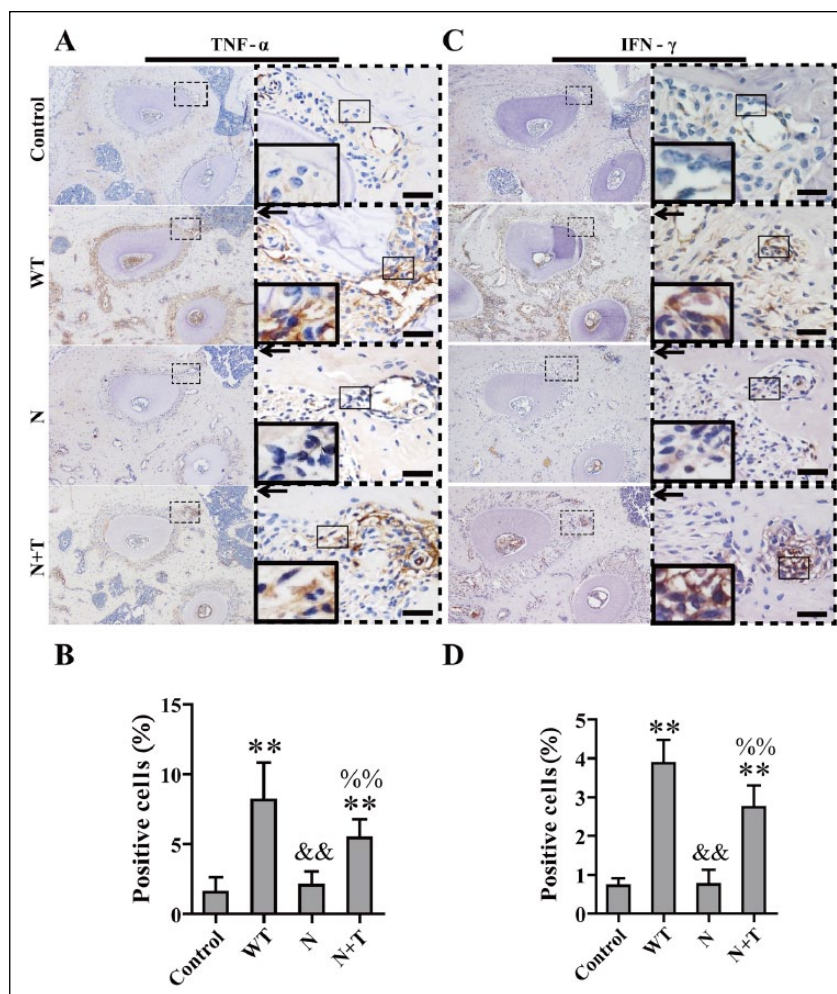 A
TNF - α
C
IFN - γ
Control
WT
N
N+T
B
D
Positive cells (%)
15
10
5
0
**
&&
%%
**
Control
WT
N
N+T
Positive cells (%)
5
4
3
2
1
0
**
&&
%%
**
Control
WT
N
N+T